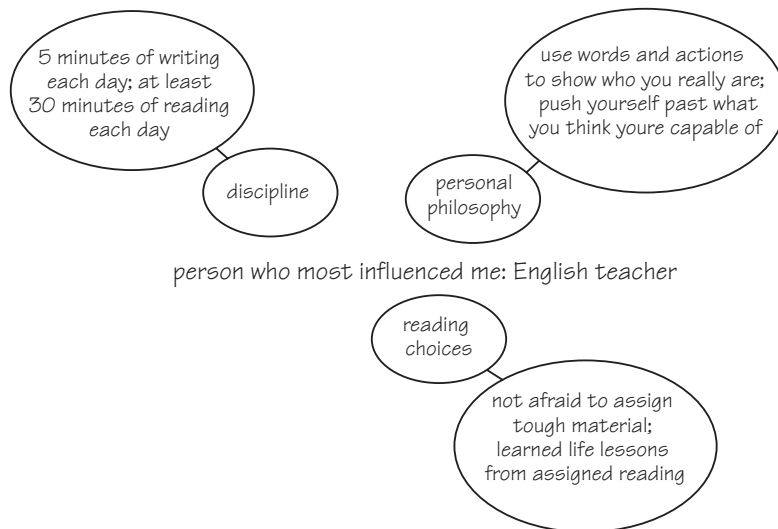 5 minutes of writing
each day; at least
30 minutes of reading
each day
use words and actions
to show who you really are;
push yourself past what
you think youre capable of
discipline
personal
philosophy
person who most influenced me: English teacher
reading
choices
not afraid to assign
tough material;
learned life lessons
from assigned reading